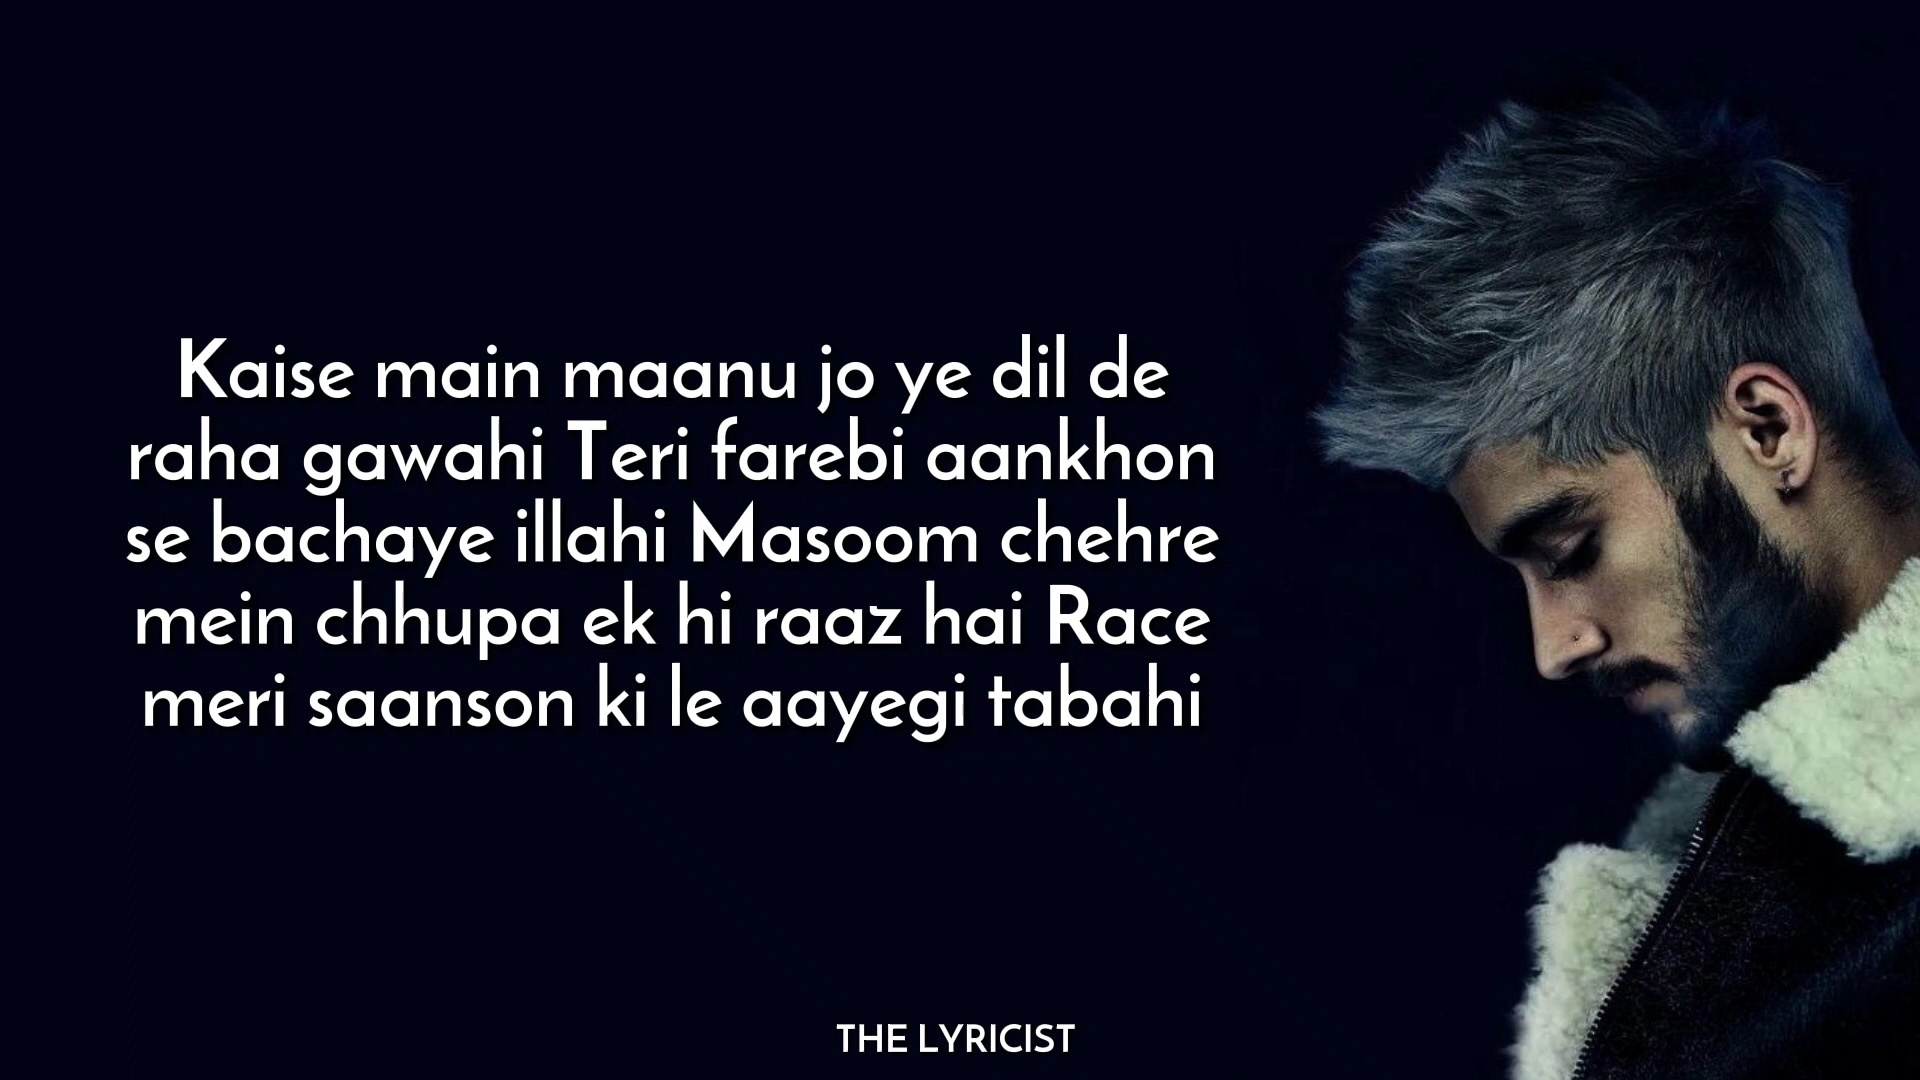 Kaise main maanu jo ye dil de
raha gawahi Teri farebi aankhon
se bachaye illahi Masoom chehre
mein chhupa ek hi raaz hai Race
meri saanson ki le aayegi tabahi
THE LYRICIST